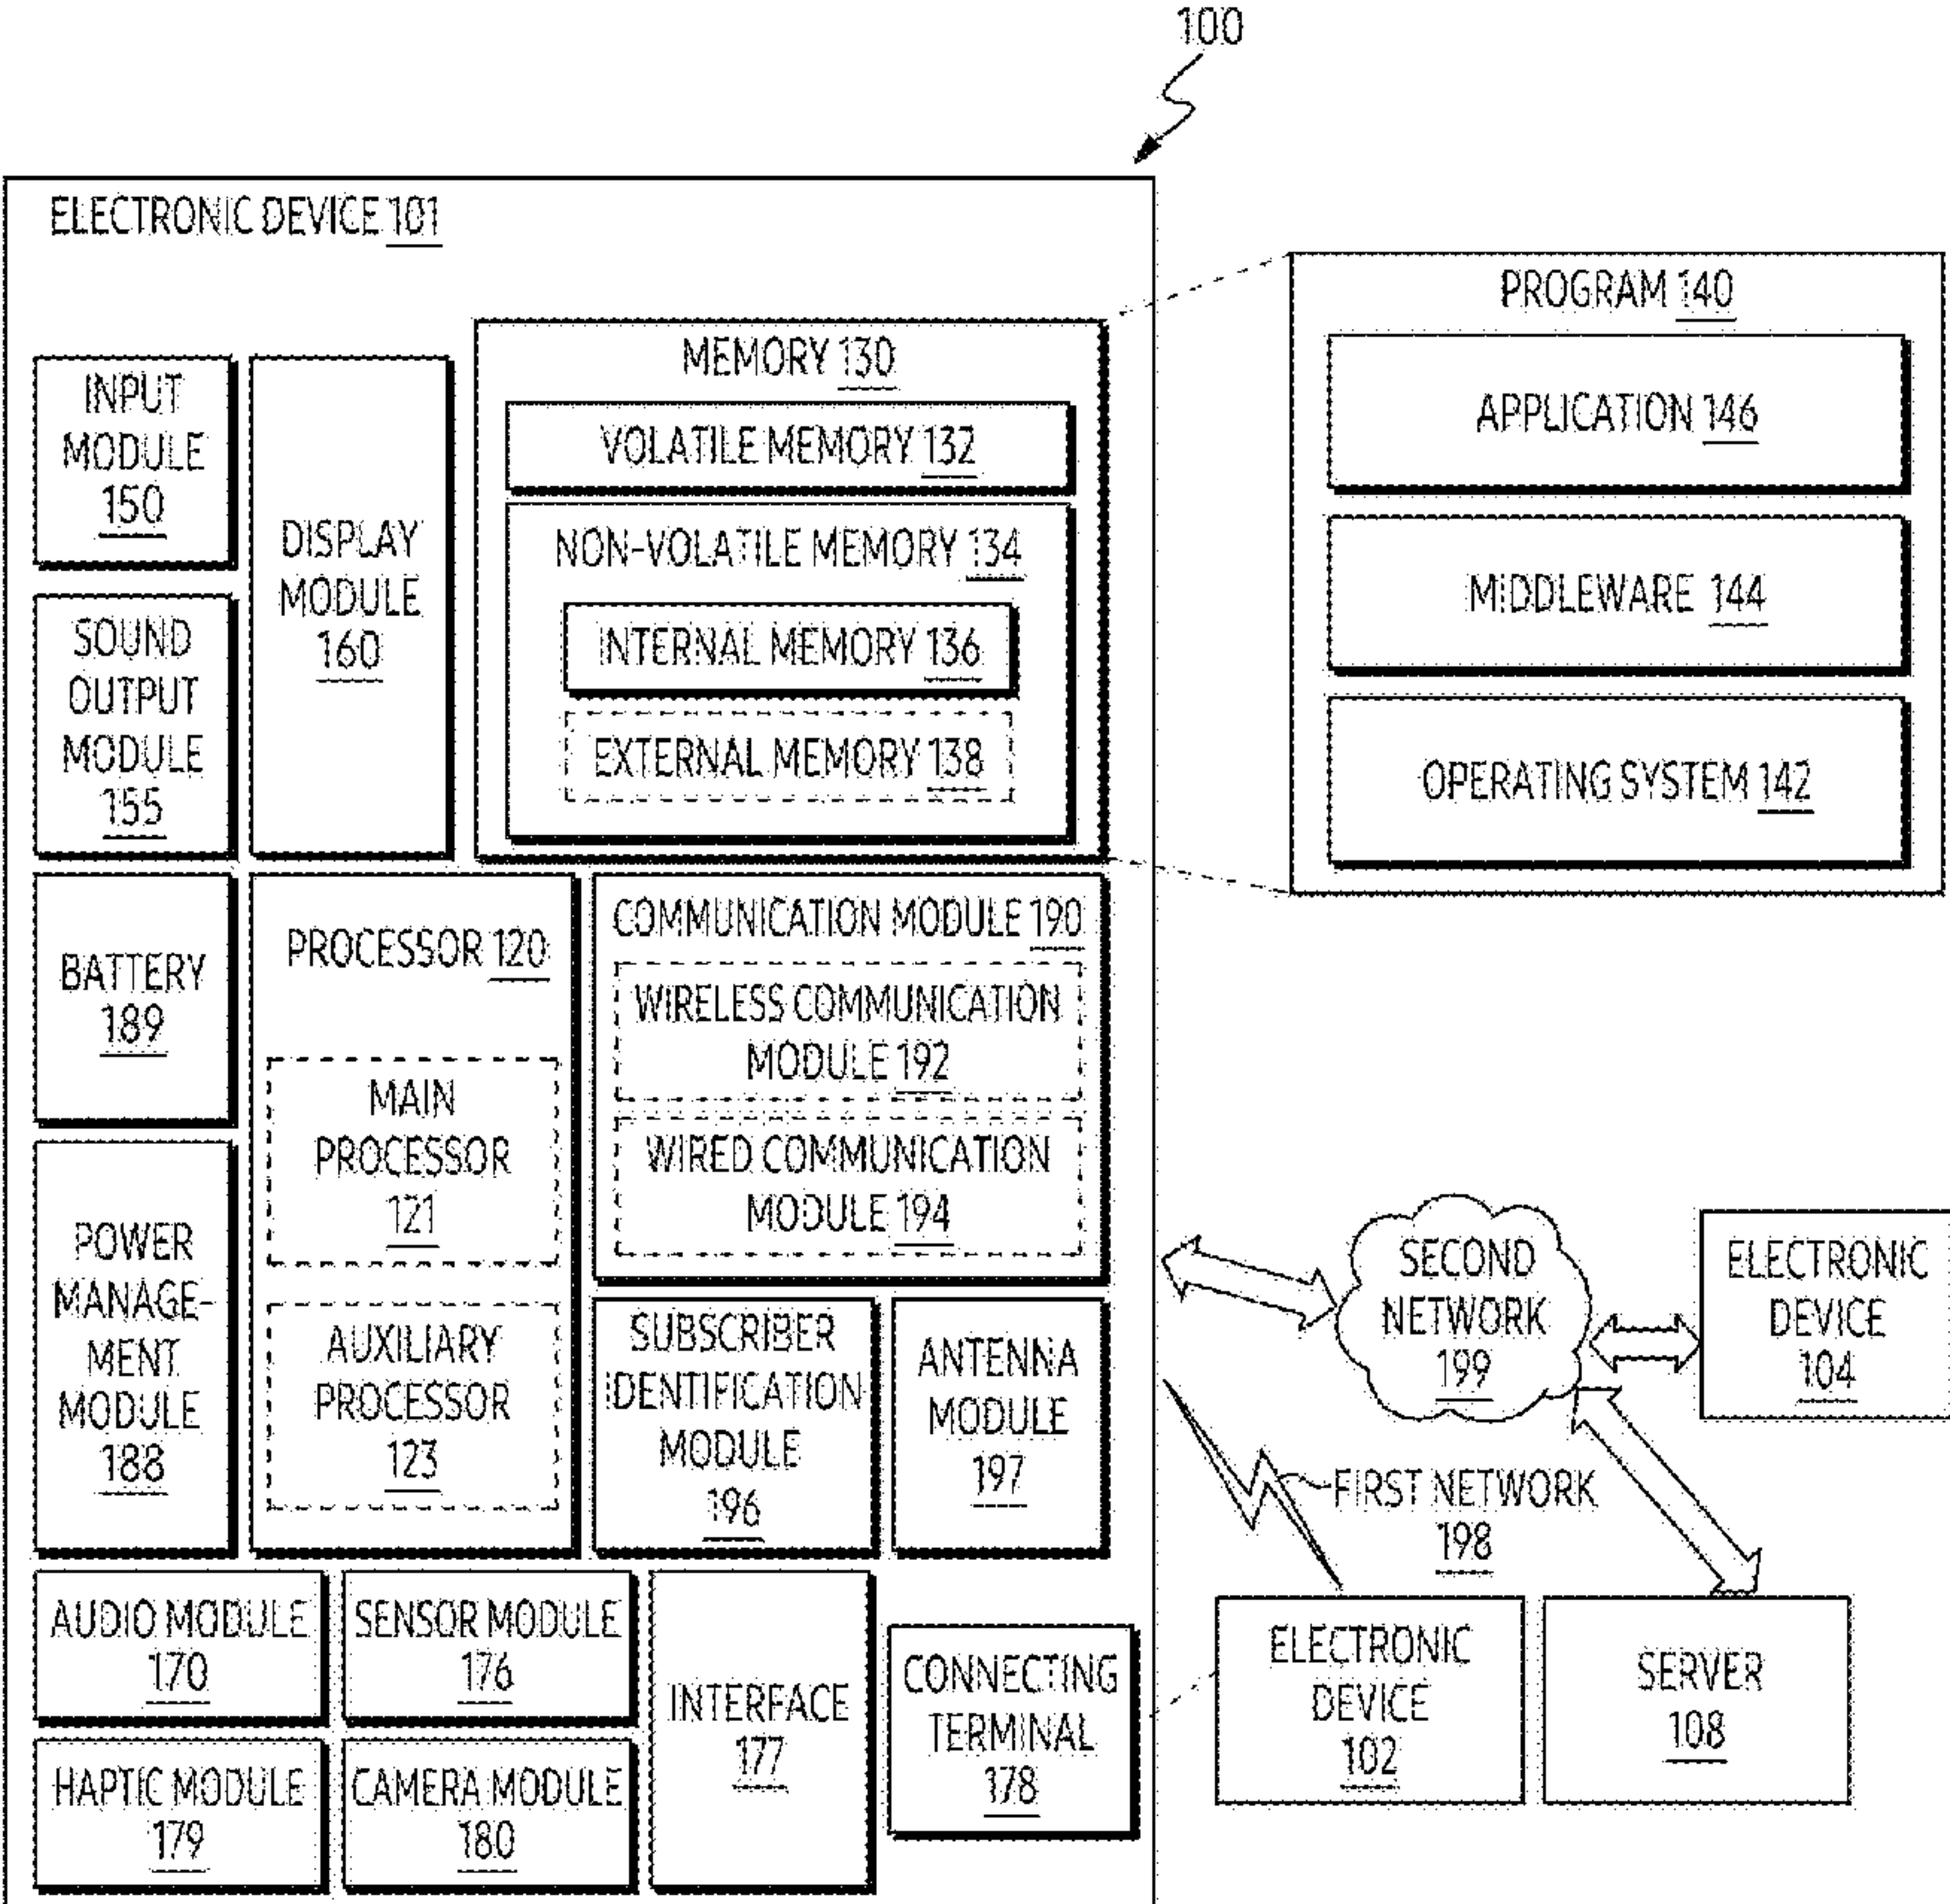 100
ELECTRONIC DEVICE 101
INPUT
MODULE
150
SOUND
OUTPUT
MODULE
155
DISPLAY
MODULE
160
MEMORY 130
VOLATILE MEMORY 132
NON-VOLATILE MEMORY 134
INTERNAL MEMORY 136
EXTERNAL MEMORY 138
PROGRAM 140
APPLICATION 146
MIDDLEWARE 144
OPERATING SYSTEM 142
BATTERY
189
POWER
MANAGE-
MENT
MODULE
188
PROCESSOR 120
MAIN
PROCESSOR
121
AUXILIARY
PROCESSOR
123
COMMUNICATION MODULE 190
WIRELESS COMMUNICATION
MODULE 192
WIRED COMMUNICATION
MODULE 194
SUBSCRIBER
IDENTIFICATION
MODULE
196
ANTENNA
MODULE
197
SECOND
NETWORK
199
ELECTRONIC
DEVICE
104
FIRST NETWORK
198
AUDIO MODULE
170
SENSOR MODULE
176
HAPTIC MODULE
179
CAMERA MODULE
180
INTERFACE
177
CONNECTING
TERMINAL
178
ELECTRONIC
DEVICE
102
SERVER
108